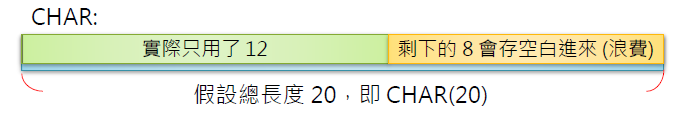 CHAR:
實際只用了 12
剩下的 8 會存空白進來 (浪費)
假設總長度 20，即 CHAR(20)